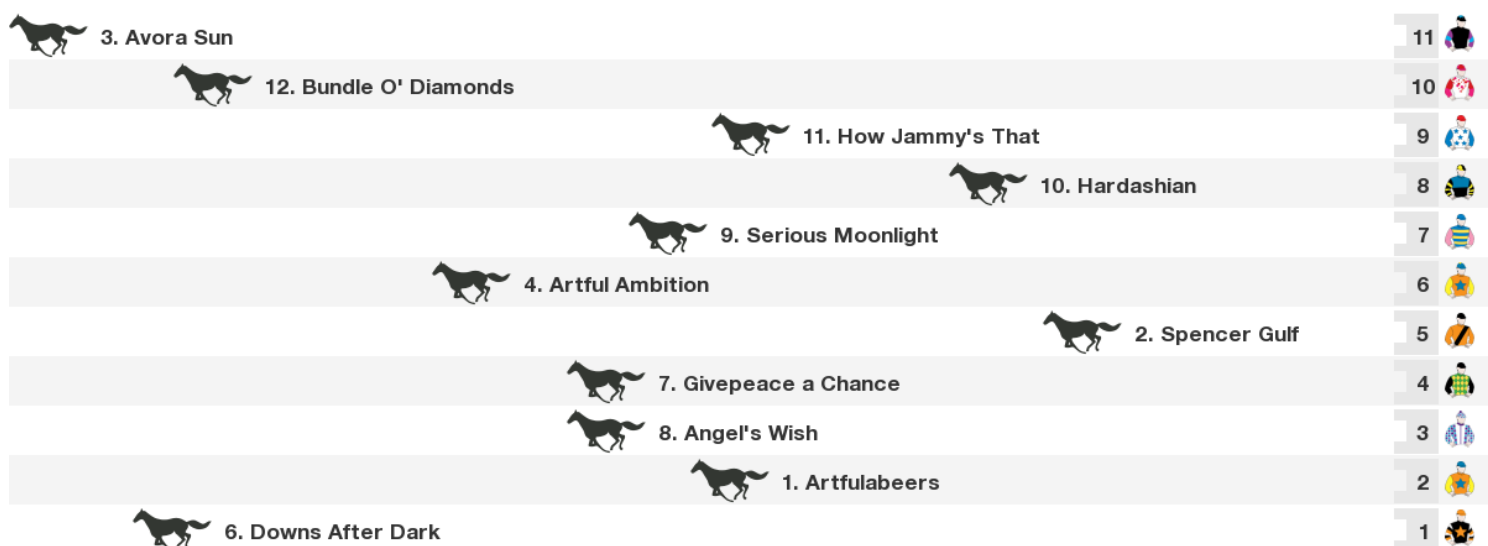 3. Avora Sun 11
12. Bundle O' Diamonds 10
11. How Jammy's That 9
10. Hardashian 8
9. Serious Moonlight 7
4. Artful Ambition 6
2. Spencer Gulf 5
7. Givepeace a Chance 4
8. Angel's Wish 3
1. Artfulabeers 2
6. Downs After Dark 1